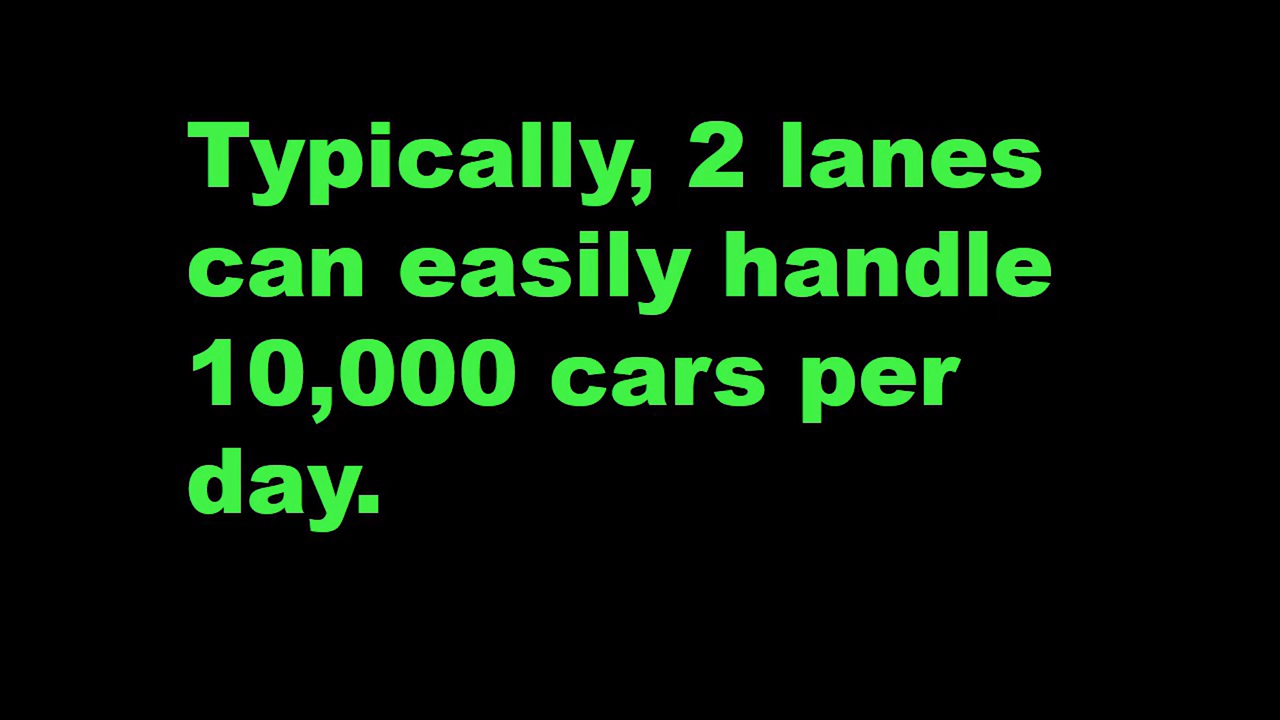 Typically, 2 lanes
can easily handle
10,000 cars per
day.